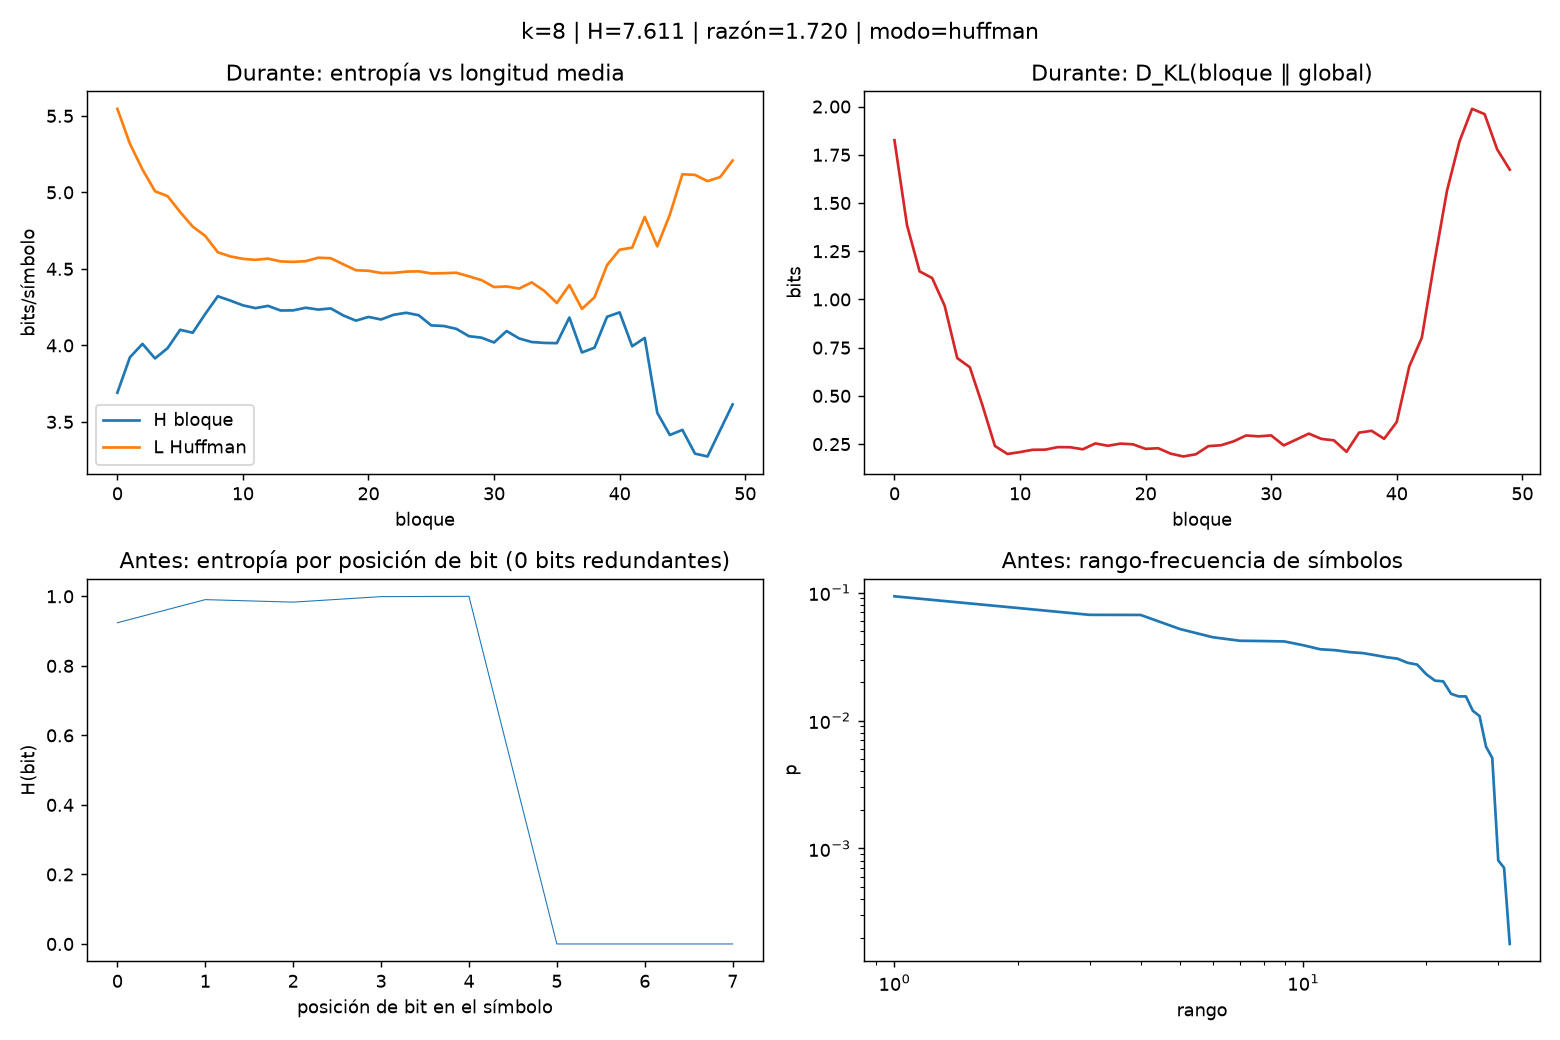 k=8 | H=7.611 | razón=1.720 | modo=huffman
Durante: entropía vs longitud media
5.5
5.0
4.5
4.0
3.5
bits/símbolo
H bloque
L Huffman
0 10 20 30 40 50
bloque
Durante: D_KL(bloque ∥ global)
2.00
1.75
1.50
1.25
1.00
0.75
0.50
0.25
bits
0 10 20 30 40 50
bloque
Antes: entropía por posición de bit (0 bits redundantes)
1.0
0.8
0.6
0.4
0.2
0.0
H(bit)
0 1 2 3 4 5 6 7
posición de bit en el símbolo
Antes: rango-frecuencia de símbolos
10⁻¹
10⁻²
10⁻³
p
10⁰ 10¹
rango